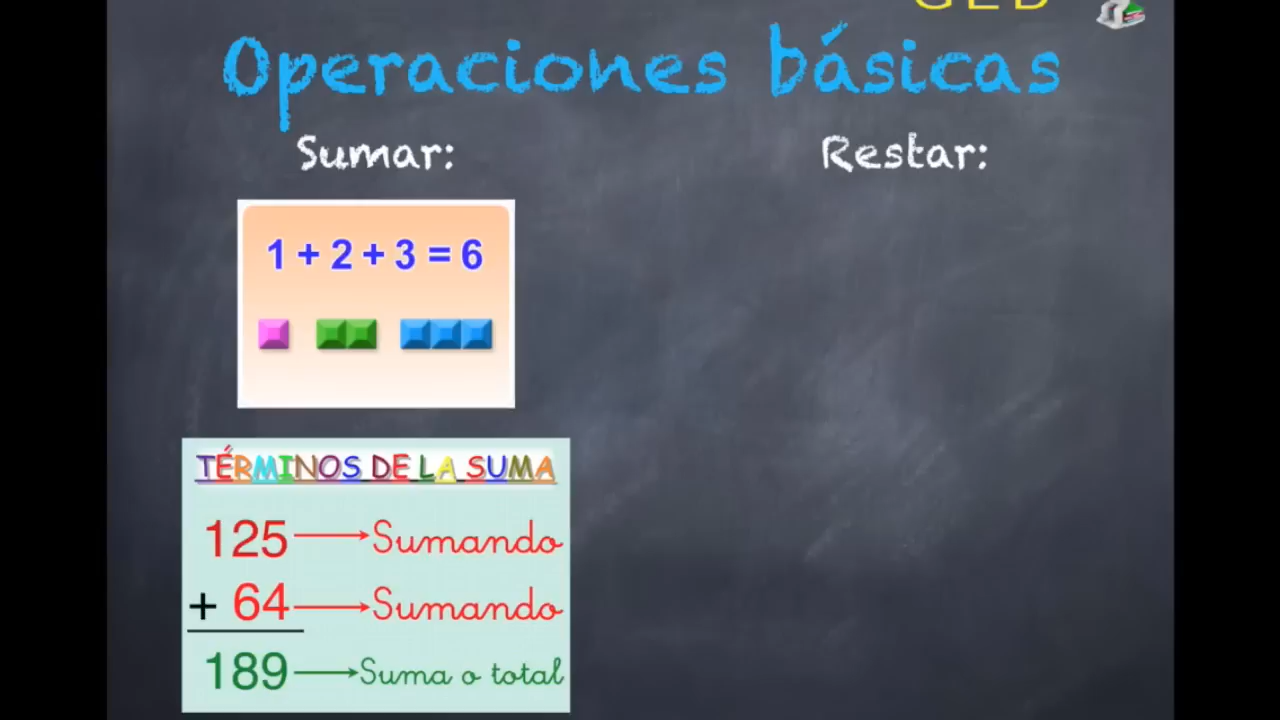 Operaciones básicas
Sumar:
Restar:
1 + 2 + 3 = 6
TÉRMINOS DE LA SUMA
125 Sumando
+ 64 Sumando
189 Suma o total